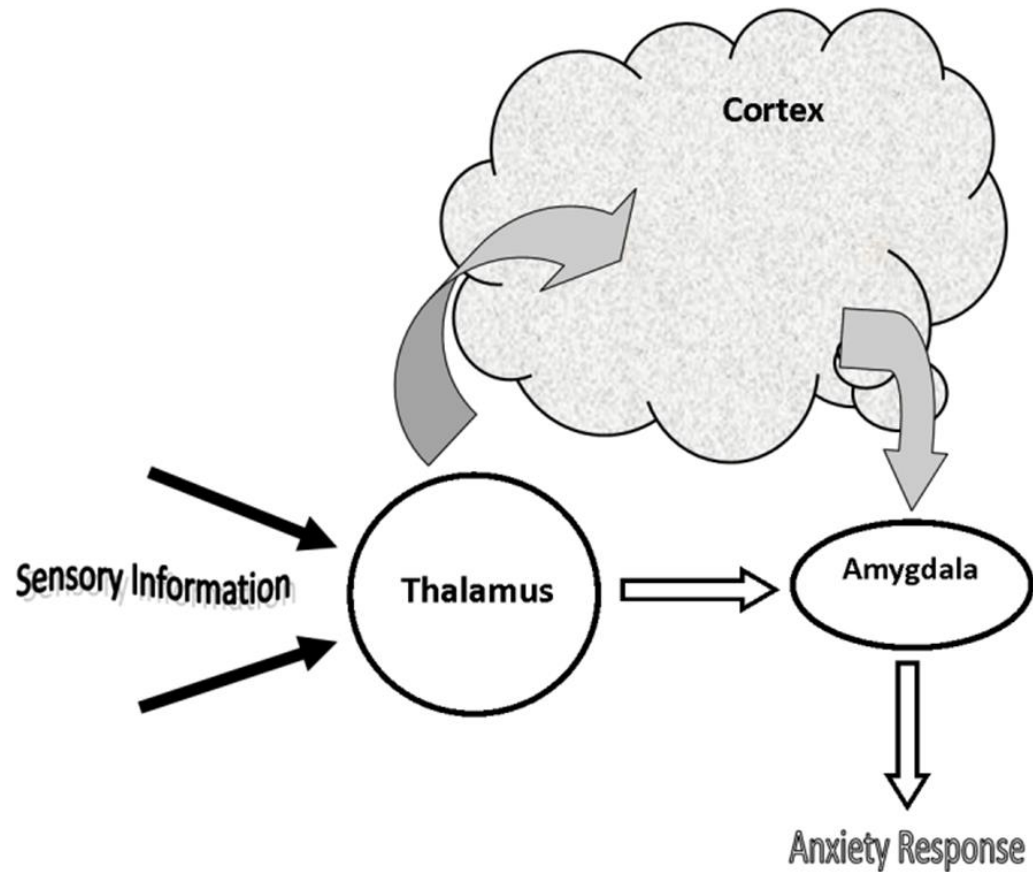 Cortex
Sensory Information
Thalamus
Amygdala
Anxiety Response